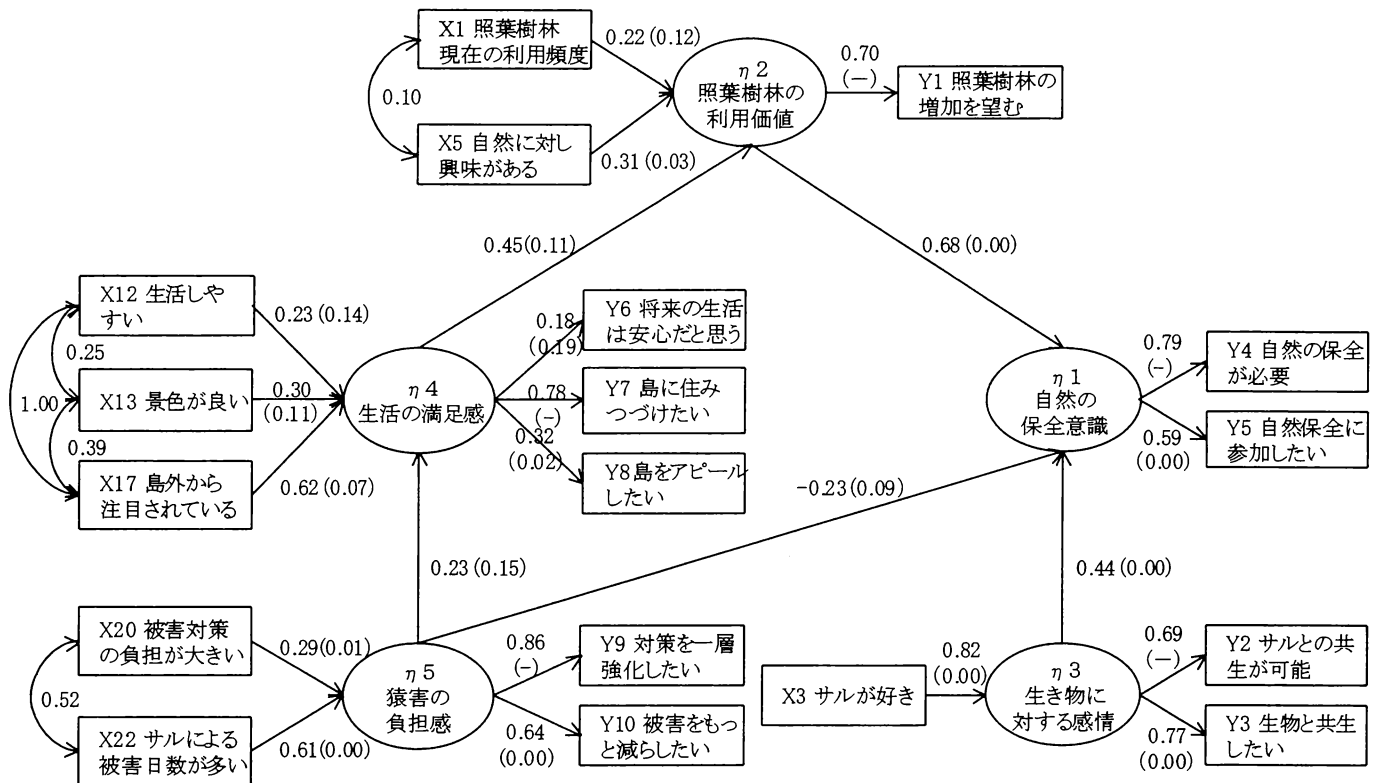 X1 照葉樹林
現在の利用頻度
0.22(0.12)
η2
照葉樹林の
利用価値
0.70
(−)
Y1 照葉樹林の
増加を望む
0.10
X5 自然に対し
興味がある
0.31(0.03)
0.45(0.11)
0.68(0.00)
X12 生活しや
すい
0.23(0.14)
0.25
X13 景色が良い
0.30
(0.11)
1.00
0.39
X17 島外から
注目されている
0.62(0.07)
η4
生活の満足感
0.18
(0.19)
Y6 将来の生活
は安心だと思う
0.78
(−)
Y7 島に住み
つづけたい
0.32
(0.02)
Y8島をアピール
したい
η1
自然の
保全意識
0.79
(-)
Y4 自然の保全
が必要
0.59
(0.00)
Y5 自然保全に
参加したい
-0.23(0.09)
0.23(0.15)
0.44(0.00)
X20 被害対策
の負担が大きい
0.29(0.01)
0.52
X22 サルによる
被害日数が多い
0.61(0.00)
η5
猿害の
負担感
0.86
(-)
Y9 対策を一層
強化したい
0.64
(0.00)
Y10 被害をもっ
と減らしたい
X3 サルが好き
0.82
(0.00)
η3
生き物に
対する感情
0.69
(−)
Y2 サルとの共
生が可能
0.77
(0.00)
Y3 生物と共生
したい